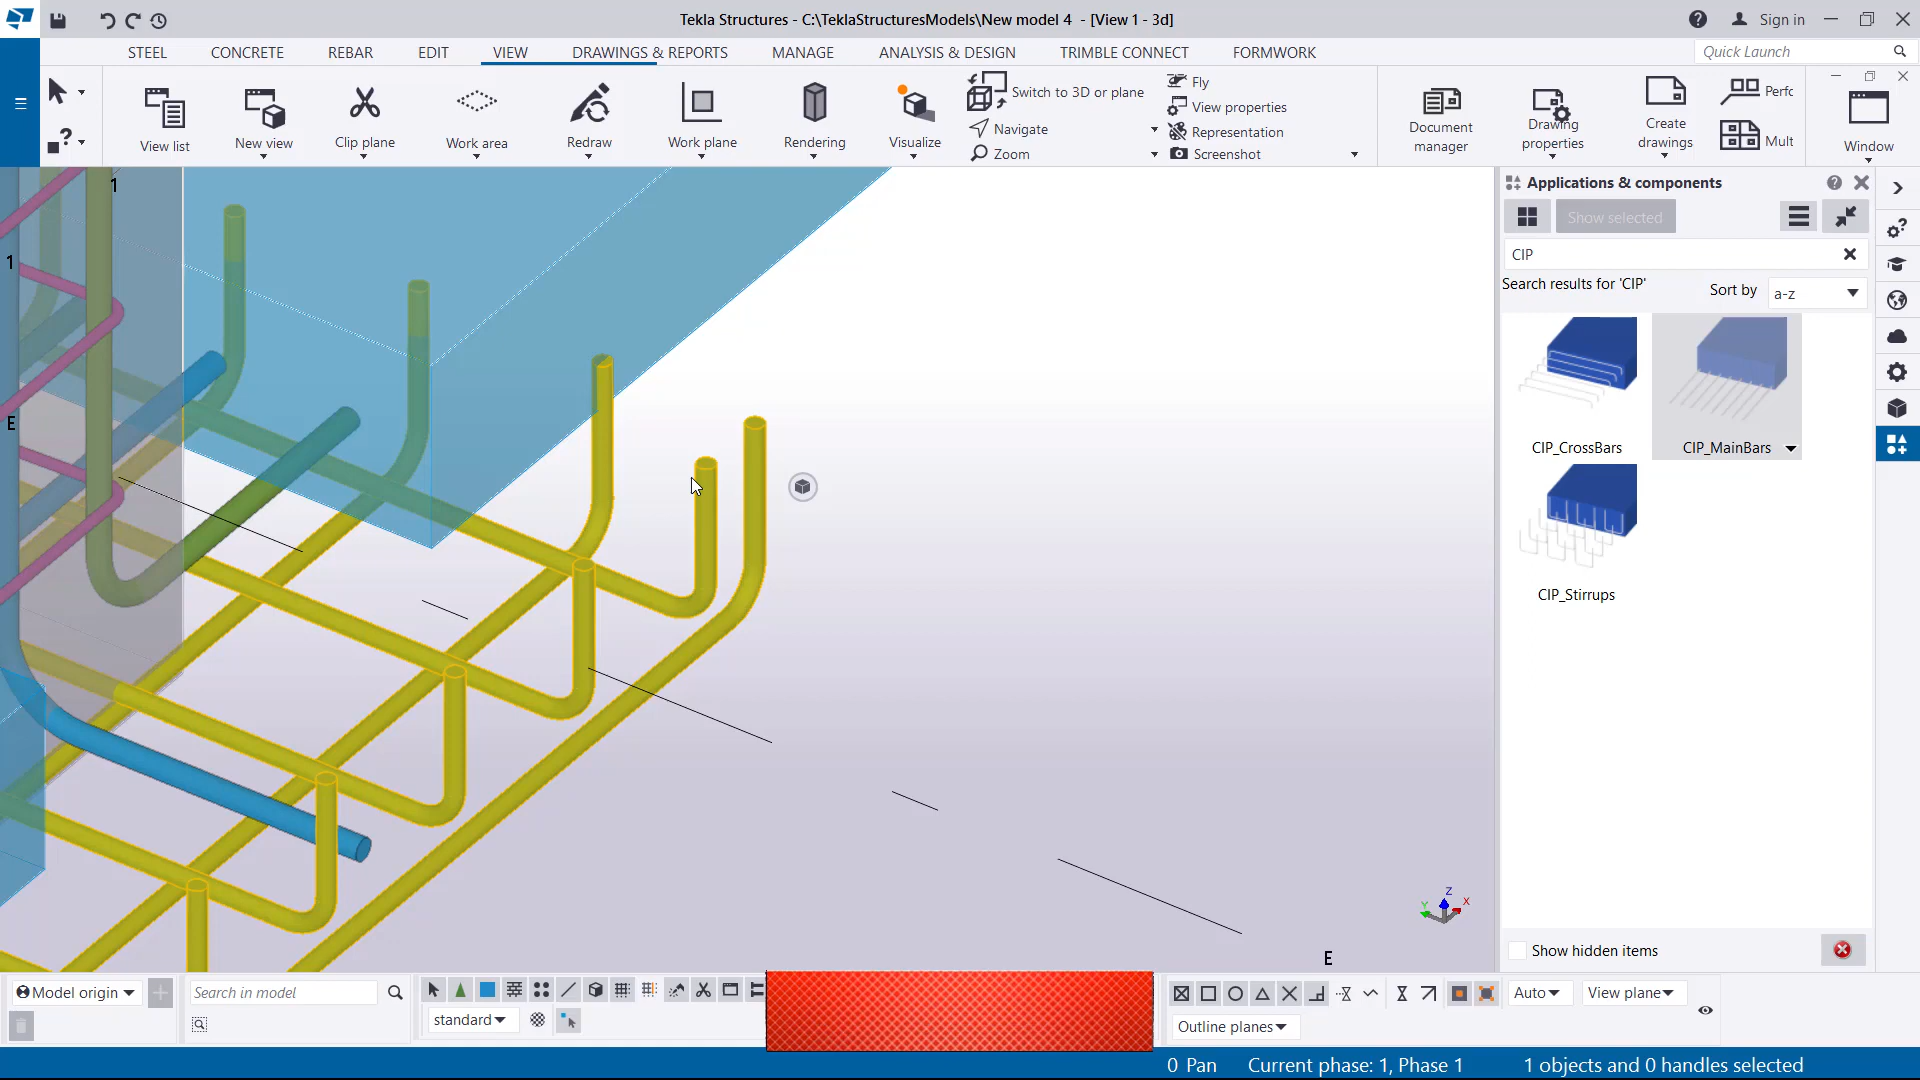 Tekla Structures - C:\TeklaStructuresModels\New model 4 - [View 1 - 3d]
Sign in
STEEL CONCRETE REBAR EDIT VIEW DRAWINGS & REPORTS MANAGE ANALYSIS & DESIGN TRIMBLE CONNECT FORMWORK
Quick Launch
View list
New view
Clip plane
Work area
Redraw
Work plane
Rendering
Visualize
Switch to 3D or plane
Navigate
Zoom
Fly
View properties
Representation
Screenshot
Document manager
Drawing properties
Create drawings
Perfc
Mult
Window
1
1
E
E
Z
Y
X
Applications & components
Show selected
CIP
Search results for 'CIP'
Sort by
a-z
CIP_CrossBars
CIP_MainBars
CIP_Stirrups
Show hidden items
Model origin
Search in model
standard
Auto
View plane
Outline planes
0 Pan
Current phase: 1, Phase 1
1 objects and 0 handles selected